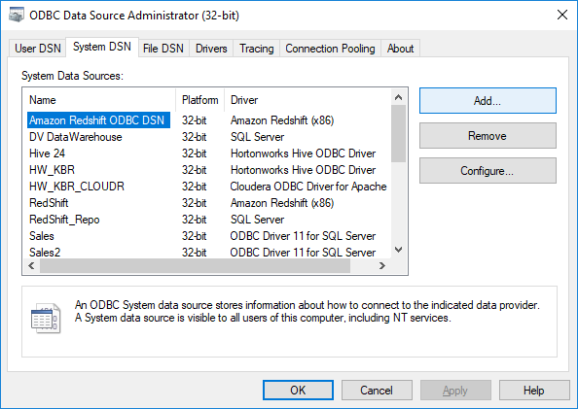 ODBC Data Source Administrator (32-bit)
User DSN System DSN File DSN Drivers Tracing Connection Pooling About
System Data Sources:
Name Platform Driver
Amazon Redshift ODBC DSN 32-bit Amazon Redshift (x86)
DV DataWarehouse 32-bit SQL Server
Hive 24 32-bit Hortonworks Hive ODBC Driver
HW_KBR 32-bit Hortonworks Hive ODBC Driver
HW_KBR_CLOUDR 32-bit Cloudera ODBC Driver for Apache
RedShift 32-bit Amazon Redshift (x86)
RedShift_Repo 32-bit SQL Server
Sales 32-bit ODBC Driver 11 for SQL Server
Sales2 32-bit ODBC Driver 11 for SQL Server
Add...
Remove
Configure...
An ODBC System data source stores information about how to connect to the indicated data provider.
A System data source is visible to all users of this computer, including NT services.
OK Cancel Apply Help